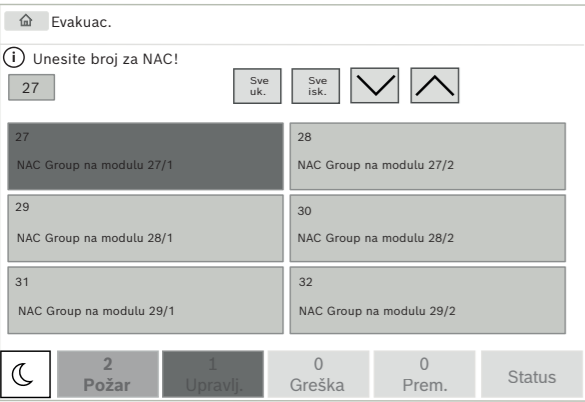 Evakuac.
i Unesite broj za NAC!
27
Sve
uk.
Sve
isk.
27
NAC Group na modulu 27/1
28
NAC Group na modulu 27/2
29
NAC Group na modulu 28/1
30
NAC Group na modulu 28/2
31
NAC Group na modulu 29/1
32
NAC Group na modulu 29/2
2
Požar
1
Upravlj.
0
Greška
0
Prem.
Status